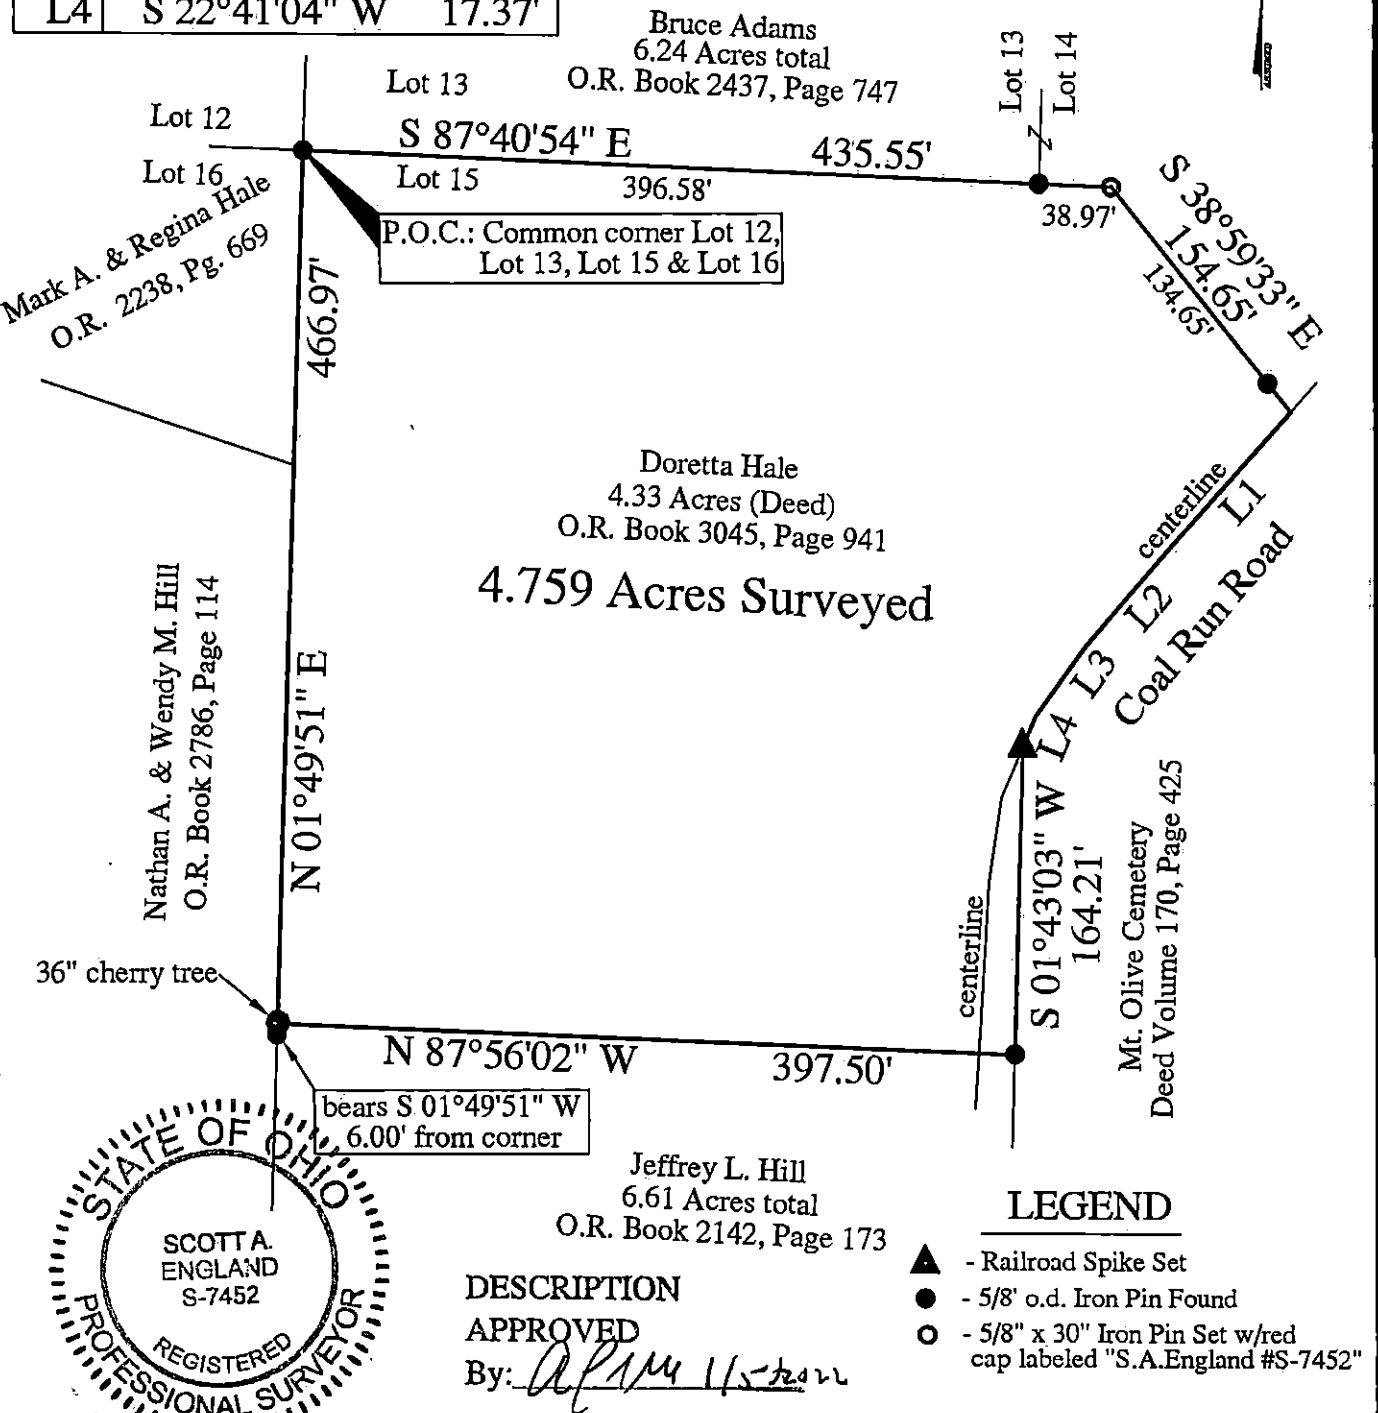 L4 S 22°41'04" W 17.37'
Bruce Adams
6.24 Acres total
O.R. Book 2437, Page 747
Lot 13
Lot 14
Lot 13
Lot 12
S 87°40'54" E 435.55'
Lot 16
Lot 15
396.58'
38.97'
S 38°59'33" E
154.65'
134.65'
P.O.C.: Common corner Lot 12,
Lot 13, Lot 15 & Lot 16
Mark A. & Regina Hale
O.R. 2238, Pg. 669
466.97'
N 01°49'51" E
Doretta Hale
4.33 Acres (Deed)
O.R. Book 3045, Page 941
4.759 Acres Surveyed
centerline
L1
L2
L3
L4
Coal Run Road
Nathan A. & Wendy M. Hill
O.R. Book 2786, Page 114
S 01°43'03" W
164.21'
centerline
Mt. Olive Cemetery
Deed Volume 170, Page 425
36" cherry tree
N 87°56'02" W 397.50'
bears S 01°49'51" W
6.00' from corner
Jeffrey L. Hill
6.61 Acres total
O.R. Book 2142, Page 173
STATE OF OHIO
SCOTT A.
ENGLAND
S-7452
REGISTERED
PROFESSIONAL SURVEYOR
DESCRIPTION
APPROVED
By:
LEGEND
- Railroad Spike Set
- 5/8' o.d. Iron Pin Found
- 5/8" x 30" Iron Pin Set w/red
cap labeled "S.A.England #S-7452"